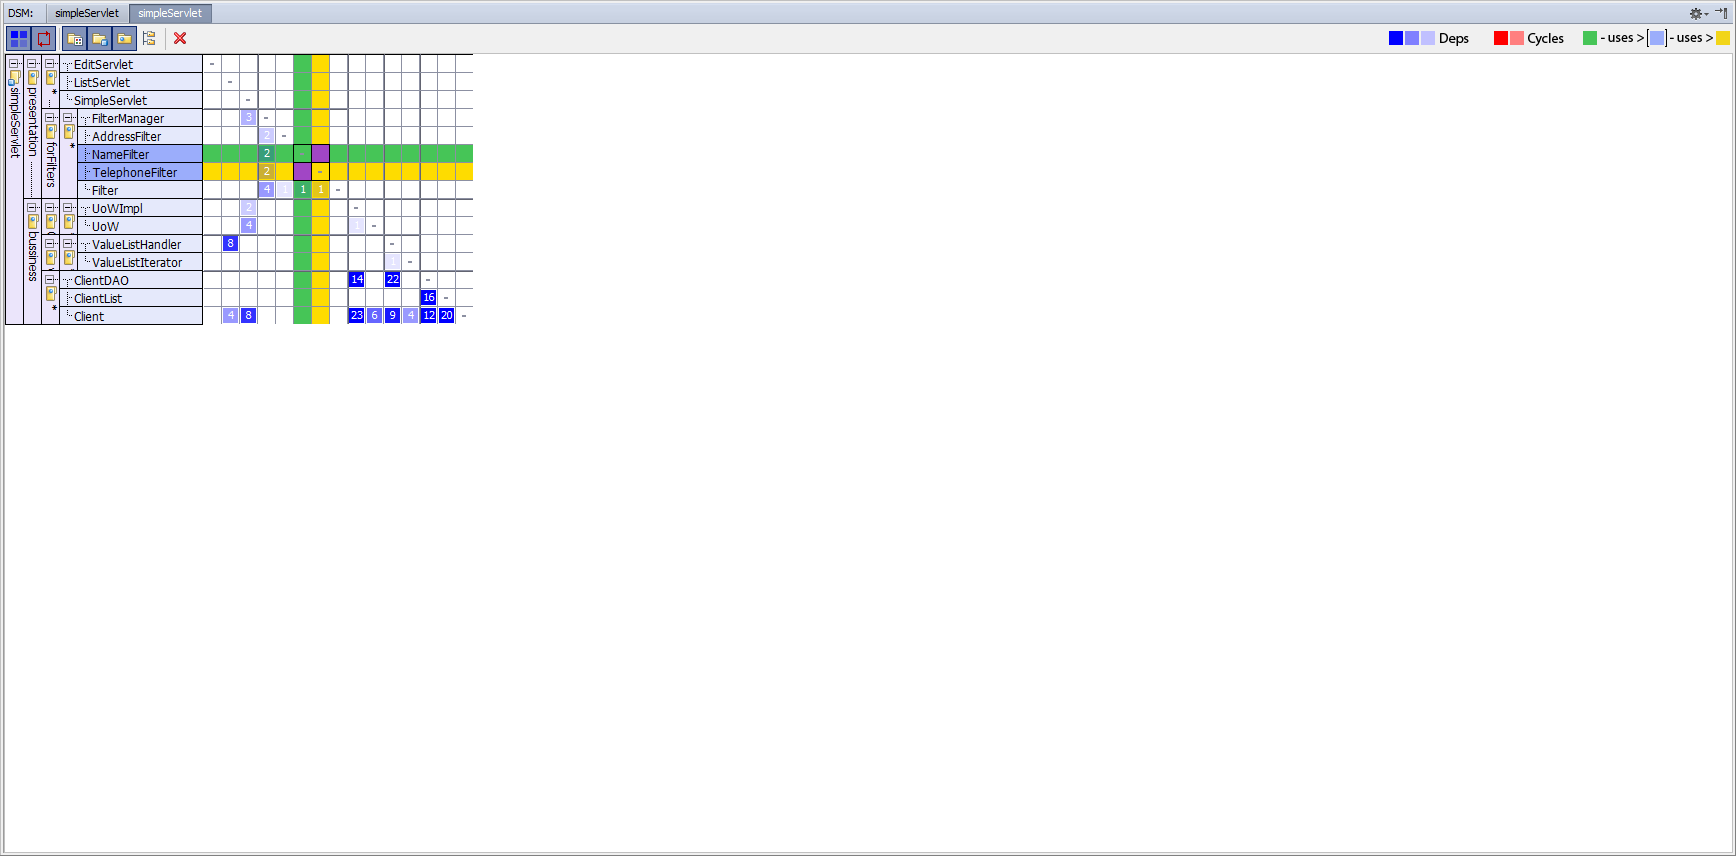 DSM: simpleServlet simpleServlet
Deps Cycles - uses > [ ] - uses >
simpleServlet
presentation
*
forFilters
*
bussiness
*
EditServlet -
ListServlet -
SimpleServlet -
FilterManager 3 -
AddressFilter 2 -
NameFilter 2
TelephoneFilter 2 -
Filter 4 1 1 1 -
UoWImpl 2 -
UoW 4 1 -
ValueListHandler 8 -
ValueListIterator 1 -
ClientDAO 14 22 -
ClientList 16 -
Client 4 8 23 6 9 4 12 20 -